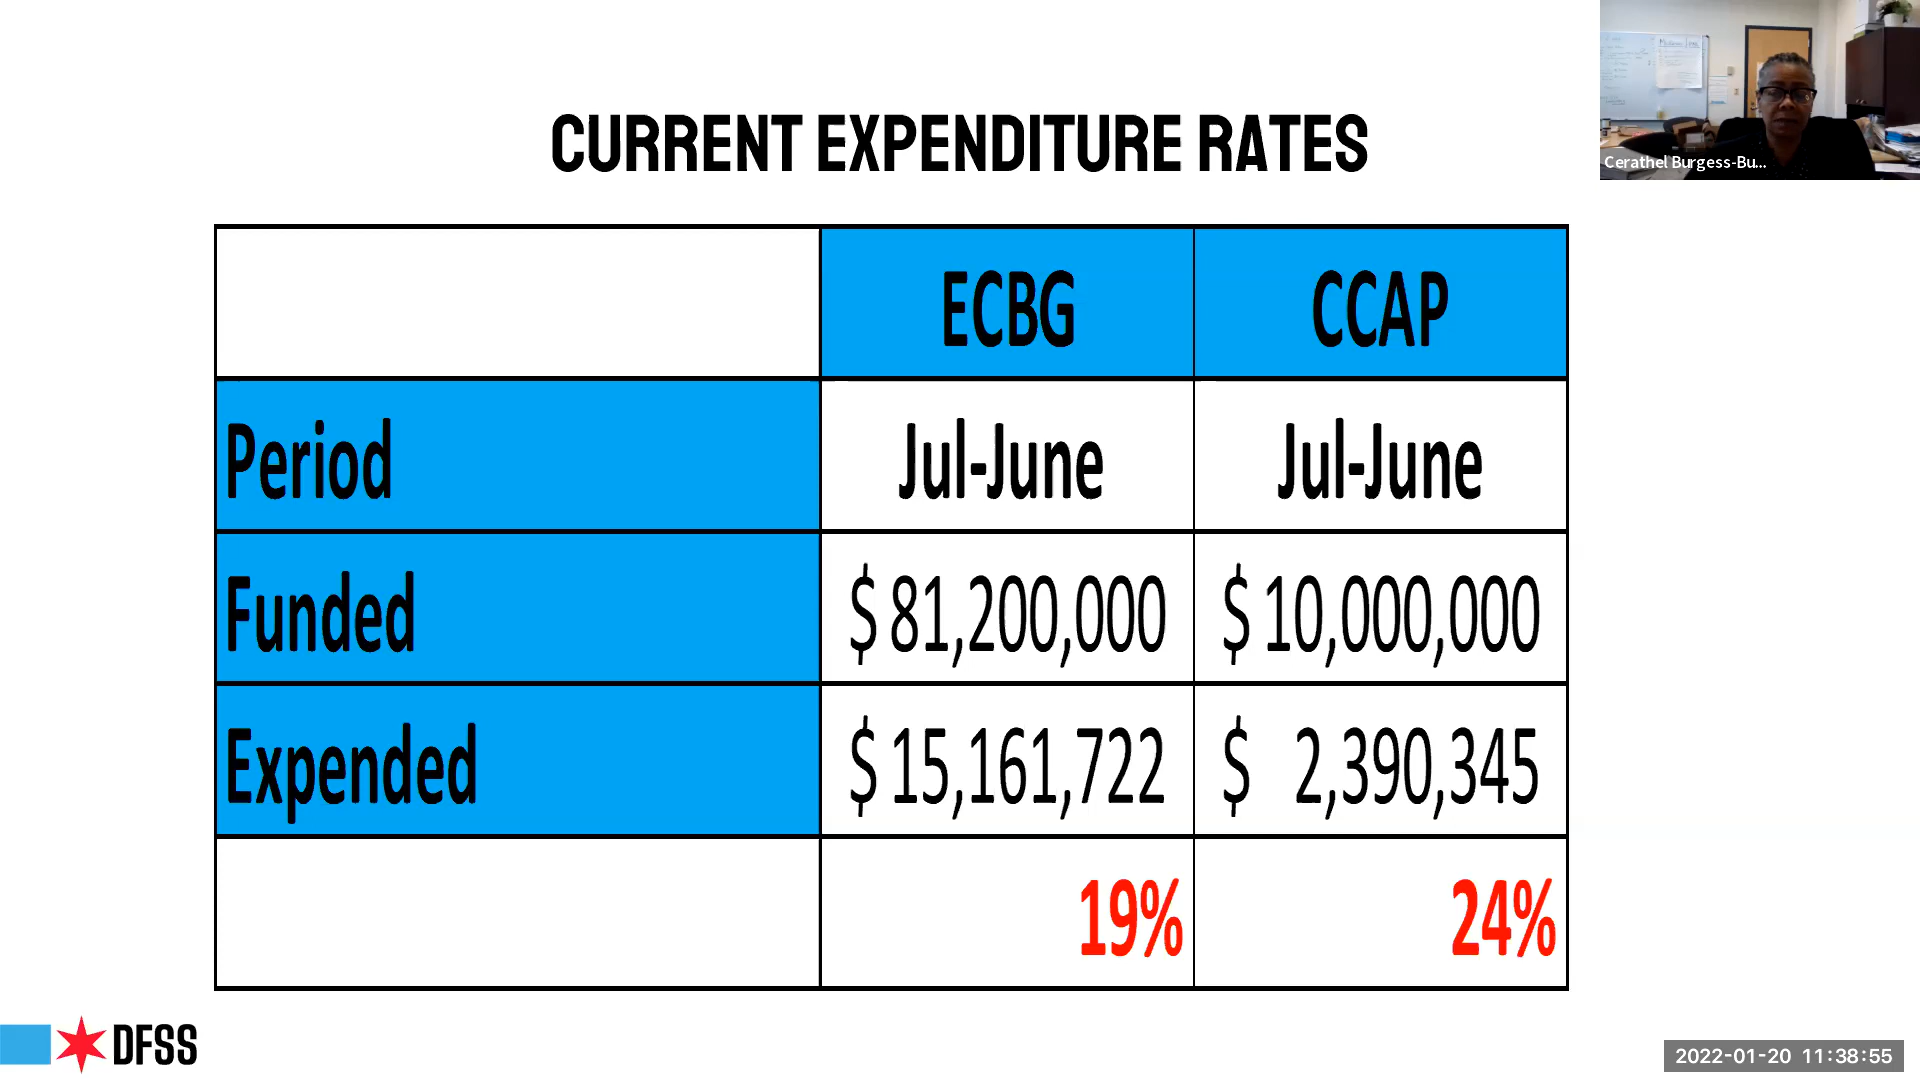 CURRENT EXPENDITURE RATES
Cerathel Burgess-Bu...
ECBG CCAP
Period Jul-June Jul-June
Funded $ 81,200,000 $ 10,000,000
Expended $ 15,161,722 $ 2,390,345
19% 24%
DFSS
2022-01-20 11:38:55